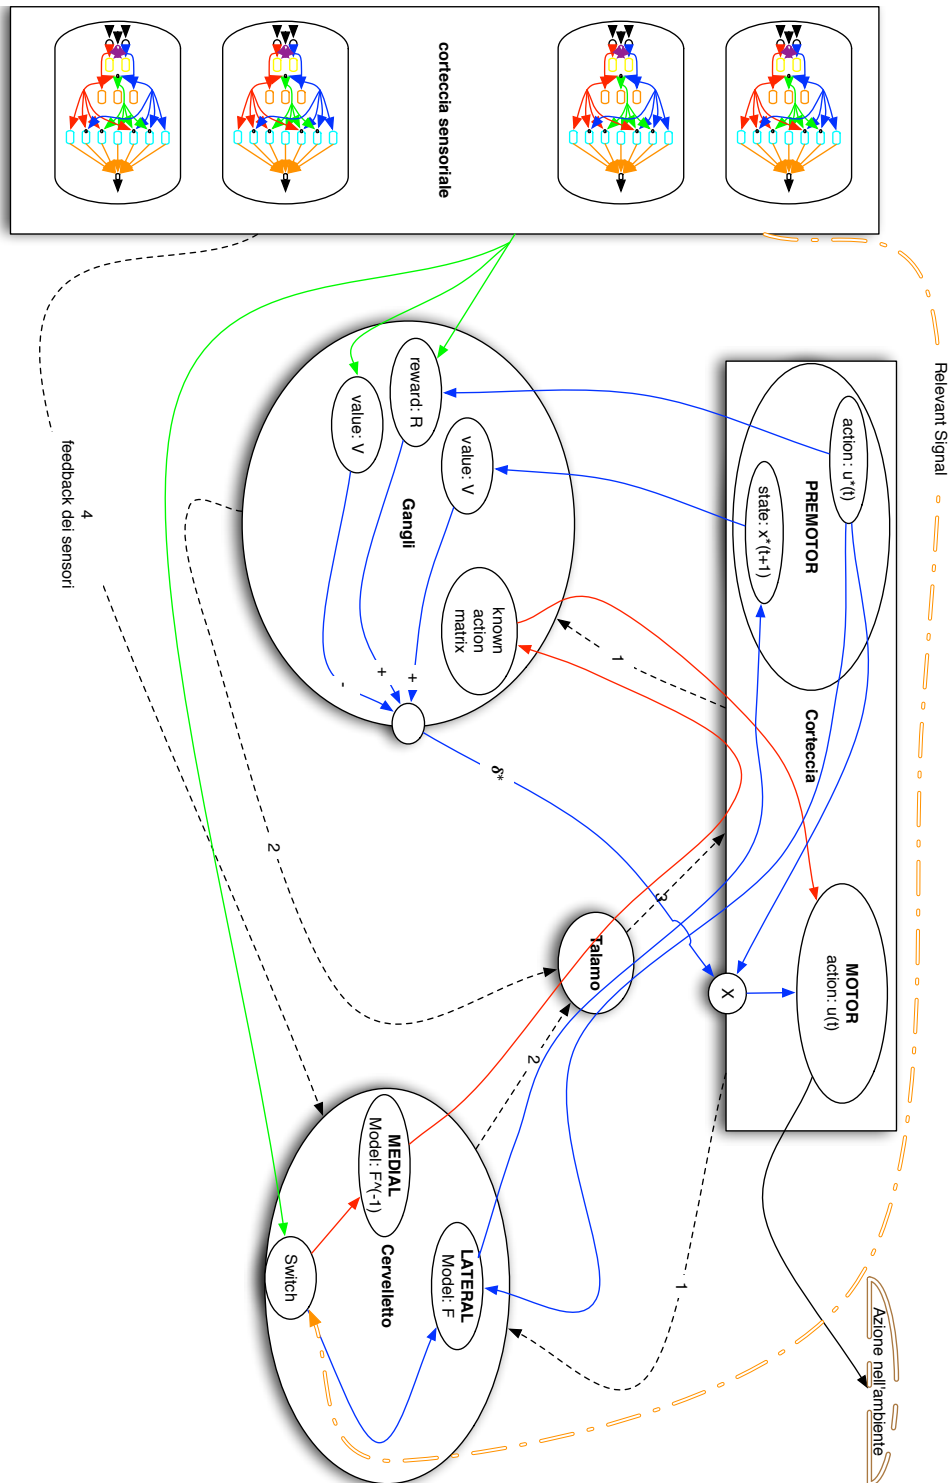 corteccia sensoriale
Relevant Signal
action: u*(t)
PREMOTOR
state: x*(t+1)
Corteccia
MOTOR
action: u(t)
X
Azione nell'ambiente
reward: R
value: V
value: V
Gangli
known
action
matrix
+
+
-
δ*
1
2
3
Talamo
2
1
4
feedback dei sensori
MEDIAL
Model: F^(-1)
Cervelletto
LATERAL
Model: F
Switch